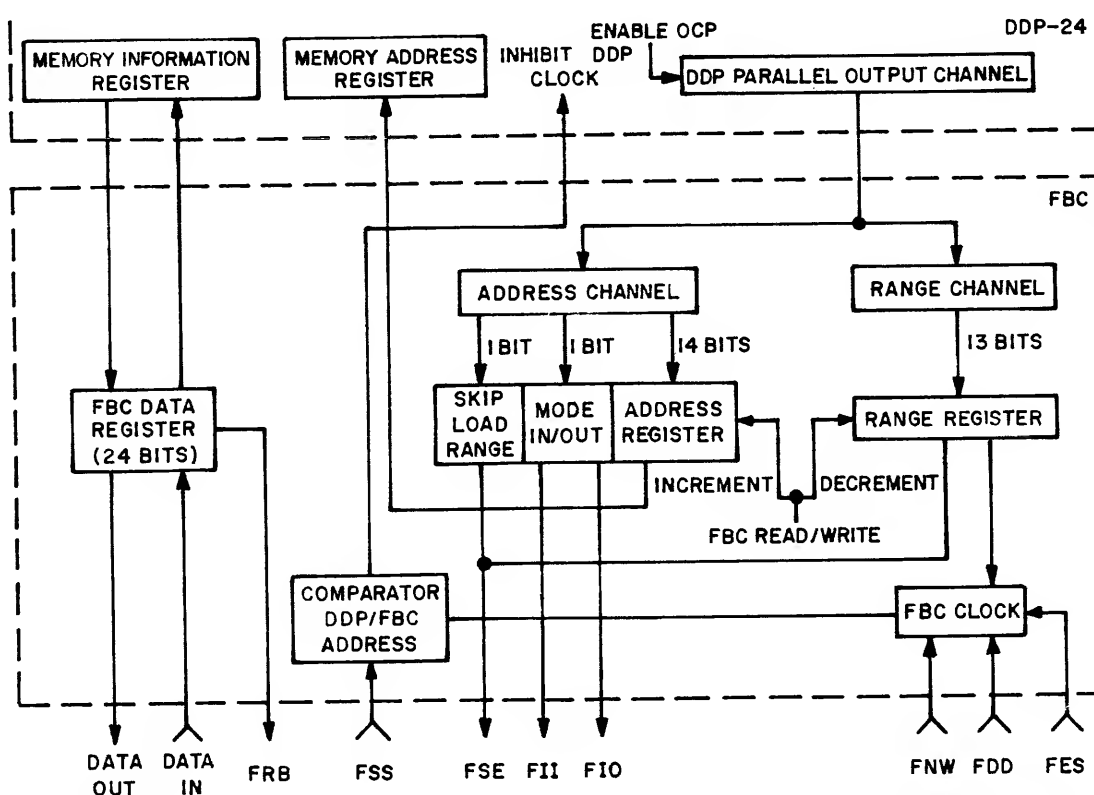 DDP-24
ENABLE OCP
MEMORY INFORMATION
REGISTER
MEMORY ADDRESS
REGISTER
INHIBIT DDP
CLOCK
DDP PARALLEL OUTPUT CHANNEL
FBC
ADDRESS CHANNEL
RANGE CHANNEL
1 BIT
1 BIT
14 BITS
13 BITS
FBC DATA
REGISTER
(24 BITS)
SKIP
LOAD
RANGE
MODE
IN/OUT
ADDRESS
REGISTER
RANGE REGISTER
INCREMENT
DECREMENT
FBC READ/WRITE
COMPARATOR
DDP/FBC
ADDRESS
FBC CLOCK
DATA
OUT
DATA
IN
FRB
FSS
FSE
FII
FIO
FNW
FDD
FES